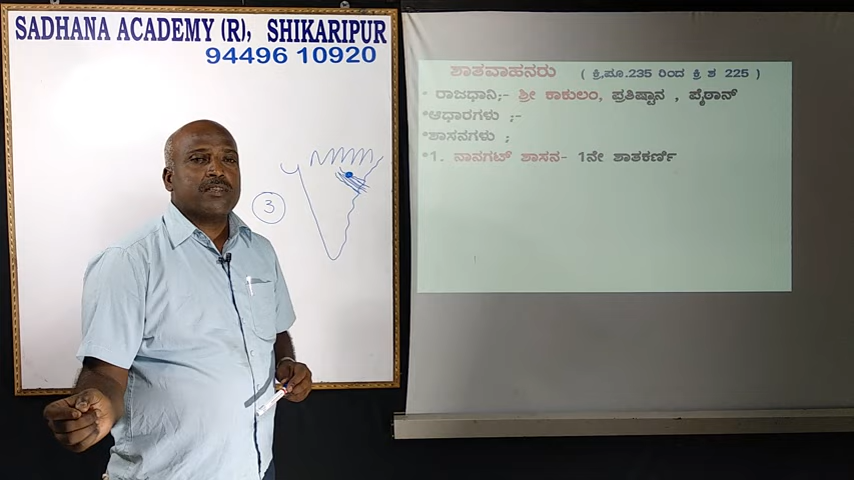 SADHANA ACADEMY (R), SHIKARIPUR
94496 10920
3
ಶಾತವಾಹನರು ( ಕ್ರಿ.ಪೂ.235 ರಿಂದ ಕ್ರಿ ಶ 225 )
• ರಾಜಧಾನಿ;- ಶ್ರೀ ಕಾಕುಲಂ, ಪ್ರತಿಷ್ಟಾನ , ಪೈಠಾನ್
•ಆಧಾರಗಳು ;-
•ಶಾಸನಗಳು ;
•1. ನಾನಗಟ್ ಶಾಸನ- 1ನೇ ಶಾತಕರ್ಣಿ